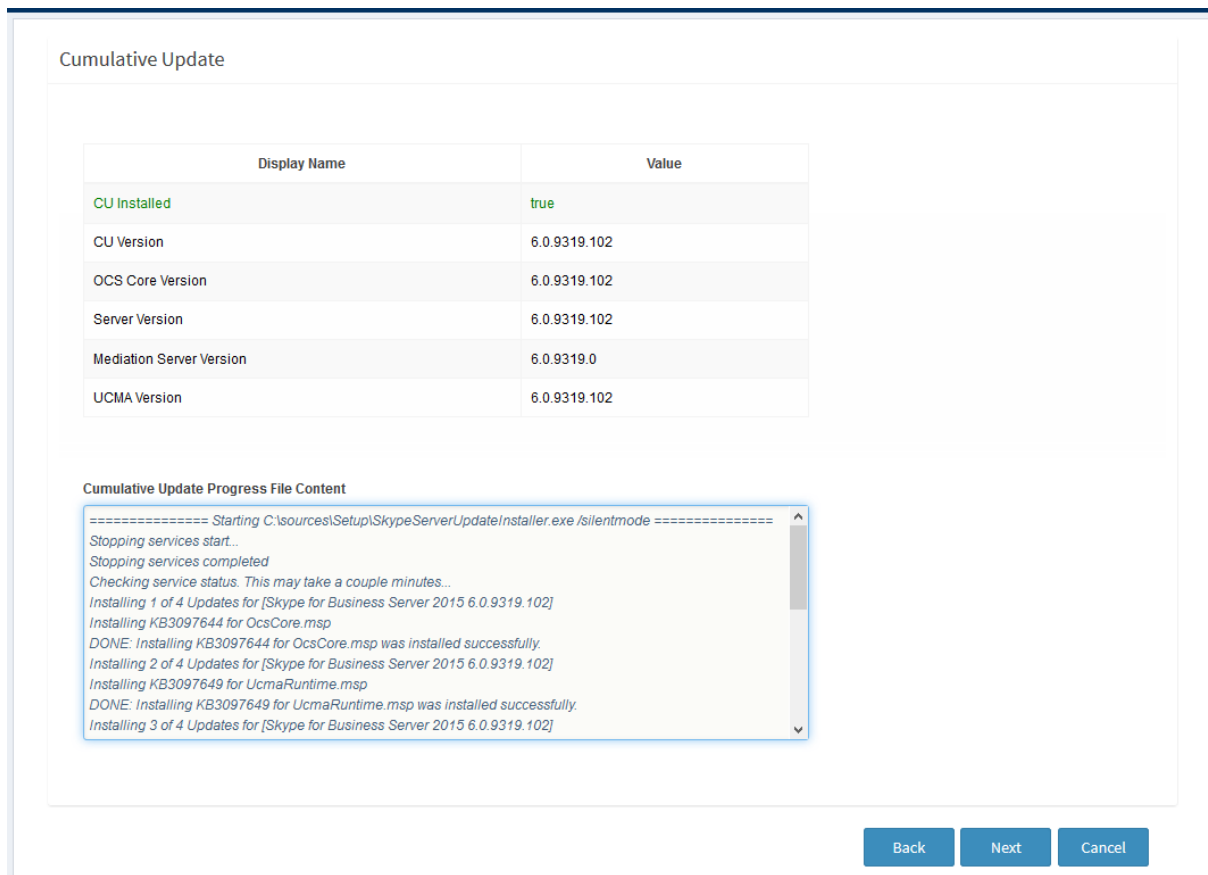 Cumulative Update
Display Name Value
CU Installed true
CU Version 6.0.9319.102
OCS Core Version 6.0.9319.102
Server Version 6.0.9319.102
Mediation Server Version 6.0.9319.0
UCMA Version 6.0.9319.102
Cumulative Update Progress File Content
=============== Starting C:\sources\Setup\SkypeServerUpdateInstaller.exe /silentmode ===============
Stopping services start...
Stopping services completed
Checking service status. This may take a couple minutes...
Installing 1 of 4 Updates for [Skype for Business Server 2015 6.0.9319.102]
Installing KB3097644 for OcsCore.msp
DONE: Installing KB3097644 for OcsCore.msp was installed successfully.
Installing 2 of 4 Updates for [Skype for Business Server 2015 6.0.9319.102]
Installing KB3097649 for UcmaRuntime.msp
DONE: Installing KB3097649 for UcmaRuntime.msp was installed successfully.
Installing 3 of 4 Updates for [Skype for Business Server 2015 6.0.9319.102]
Back Next Cancel